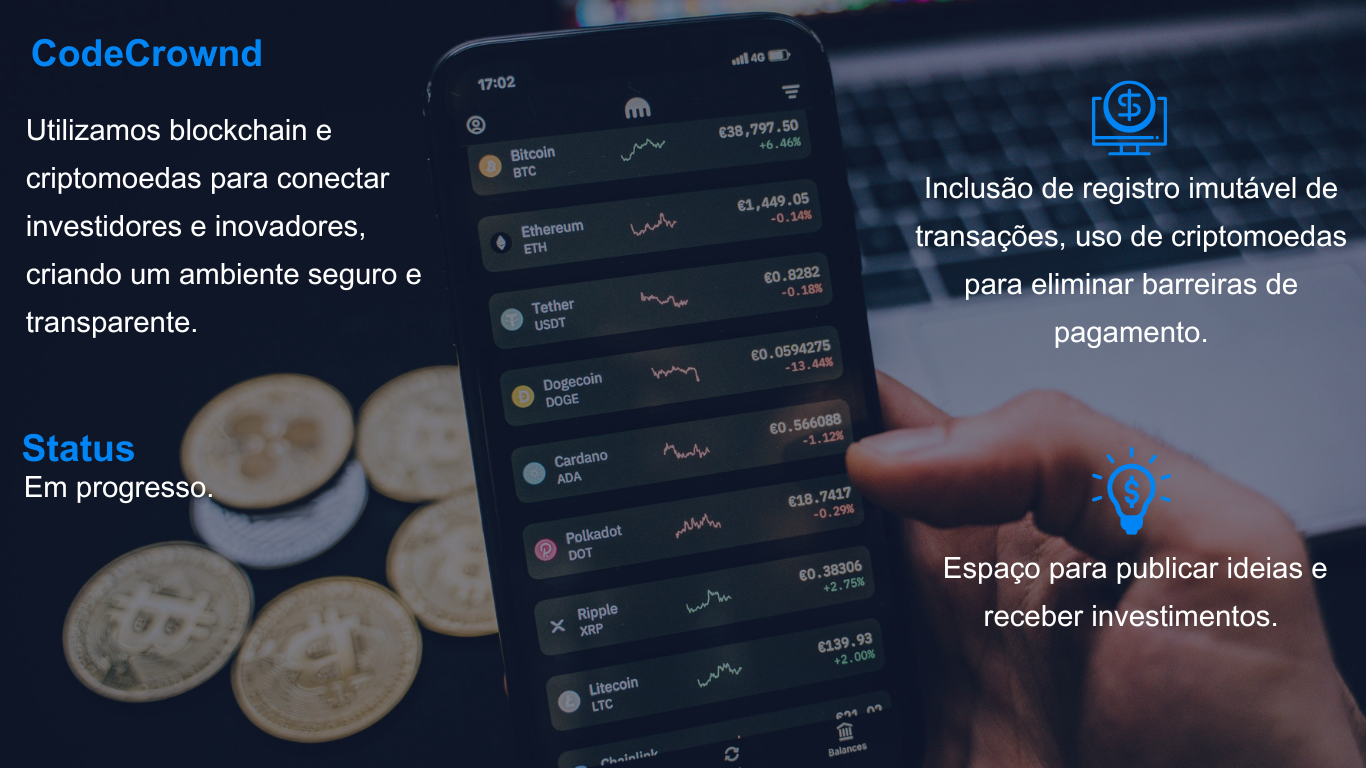 CodeCrownd
Utilizamos blockchain e
criptomoedas para conectar
investidores e inovadores,
criando um ambiente seguro e
transparente.
Status
Em progresso.
17:02
4G
Bitcoin
BTC
€38,797.50
+6.46%
Ethereum
ETH
€1,449.05
-0.14%
Tether
USDT
€0.8282
-0.18%
Dogecoin
DOGE
€0.0594275
-13.44%
Cardano
ADA
€0.566088
-1.12%
Polkadot
DOT
€18.7417
-0.29%
Ripple
XRP
€0.38306
+2.75%
Litecoin
LTC
€139.93
+2.00%
Chainlink
Balances
Inclusão de registro imutável de
transações, uso de criptomoedas
para eliminar barreiras de
pagamento.
Espaço para publicar ideias e
receber investimentos.